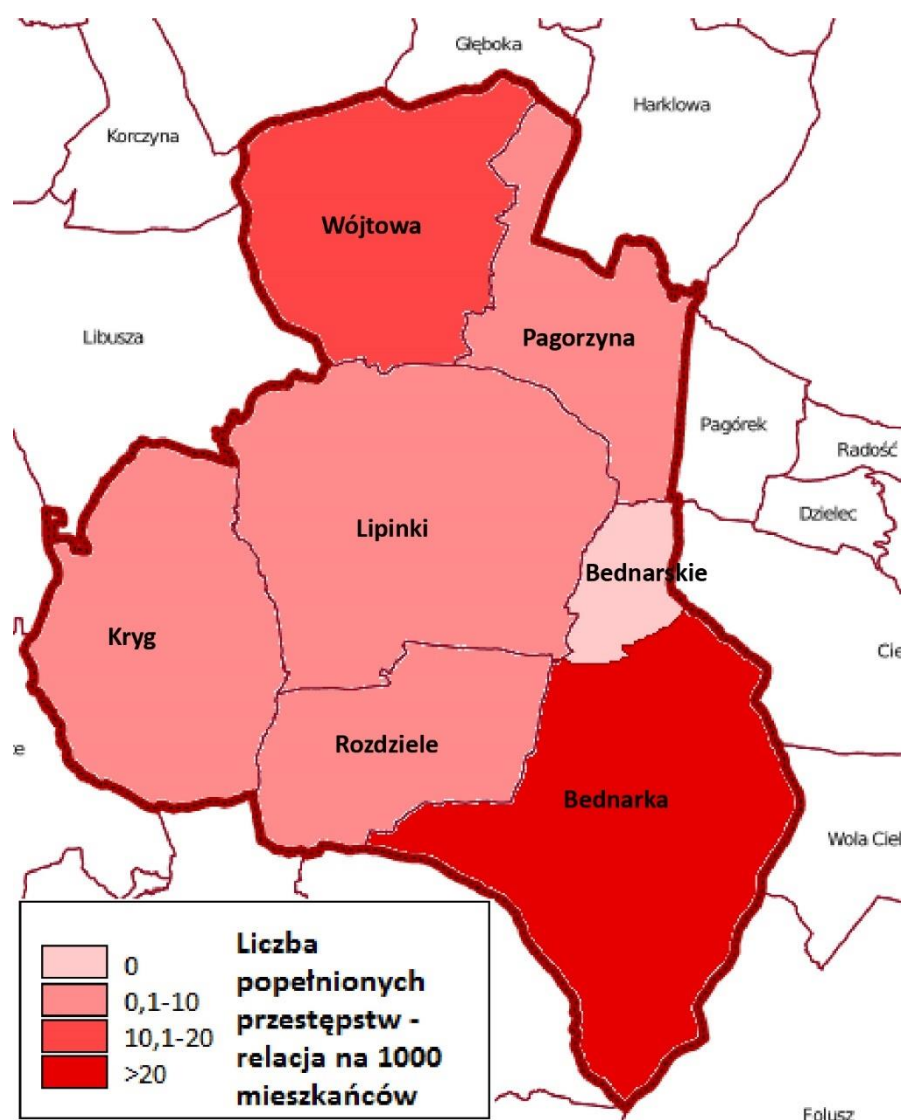 Głęboka
Harklowa
Korczyna
Wójtowa
Libusza
Pagorzyna
Pagórek
Radość
Dzielec
Lipinki
Bednarskie
Kryg
Cie
Rozdziele
Bednarka
Wola Ciel
Liczba
popełnionych
przestępstw -
relacja na 1000
mieszkańców
0
0,1-10
10,1-20
>20
Folusz